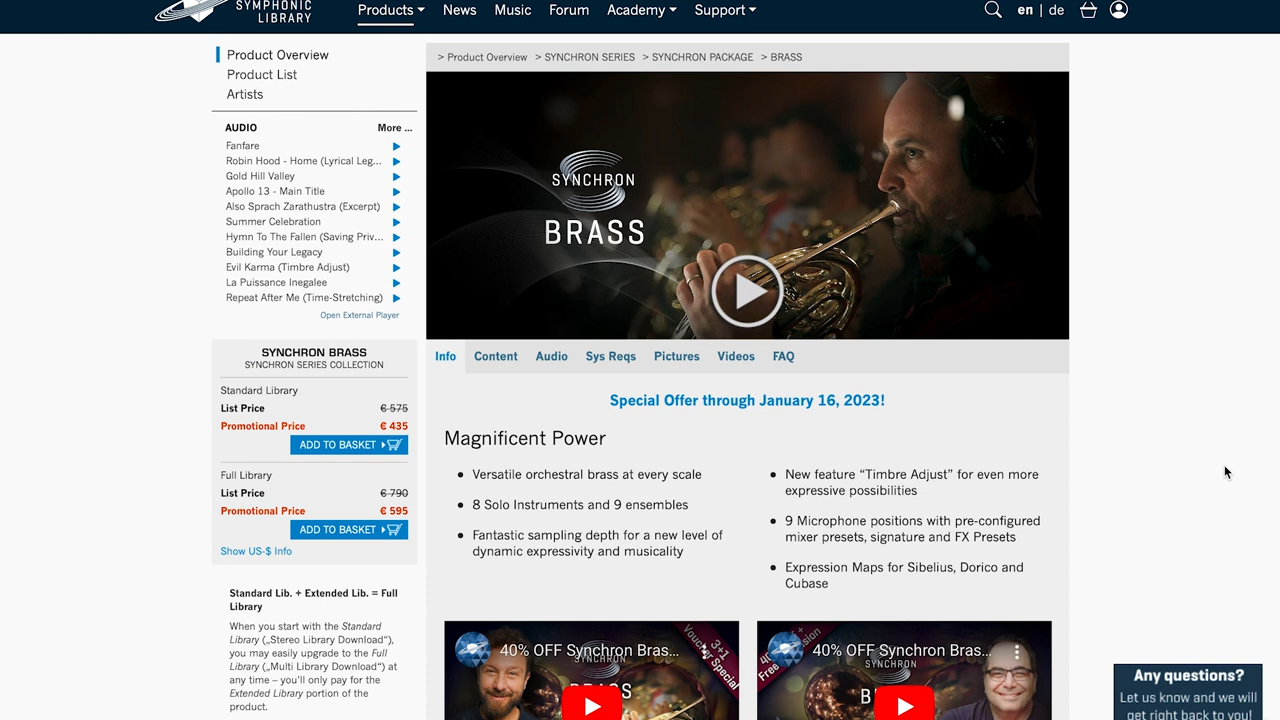 SYMPHONIC
LIBRARY
Products News Music Forum Academy Support en | de
Product Overview
Product List
Artists
AUDIO More ...
Fanfare
Robin Hood - Home (Lyrical Leg...
Gold Hill Valley
Apollo 13 - Main Title
Also Sprach Zarathustra (Excerpt)
Summer Celebration
Hymn To The Fallen (Saving Priv...
Building Your Legacy
Evil Karma (Timbre Adjust)
La Puissance Inegalee
Repeat After Me (Time-Stretching)
Open External Player
SYNCHRON BRASS
SYNCHRON SERIES COLLECTION
Standard Library
List Price € 575
Promotional Price € 435
ADD TO BASKET
Full Library
List Price € 790
Promotional Price € 595
ADD TO BASKET
Show US-$ Info
Standard Lib. + Extended Lib. = Full
Library
When you start with the Standard
Library („Stereo Library Download“),
you may easily upgrade to the Full
Library („Multi Library Download“) at
any time – you’ll only pay for the
Extended Library portion of the
product.
> Product Overview > SYNCHRON SERIES > SYNCHRON PACKAGE > BRASS
SYNCHRON
BRASS
Info Content Audio Sys Reqs Pictures Videos FAQ
Special Offer through January 16, 2023!
Magnificent Power
• Versatile orchestral brass at every scale
• 8 Solo Instruments and 9 ensembles
• Fantastic sampling depth for a new level of
dynamic expressivity and musicality
• New feature “Timbre Adjust” for even more
expressive possibilities
• 9 Microphone positions with pre-configured
mixer presets, signature and FX Presets
• Expression Maps for Sibelius, Dorico and
Cubase
40% OFF Synchron Bras...
SYNCHRON
3+1
Voucher Special
40% OFF Synchron Bras...
SYNCHRON
Free
Any questions?
Let us know and we will
get right back to you!